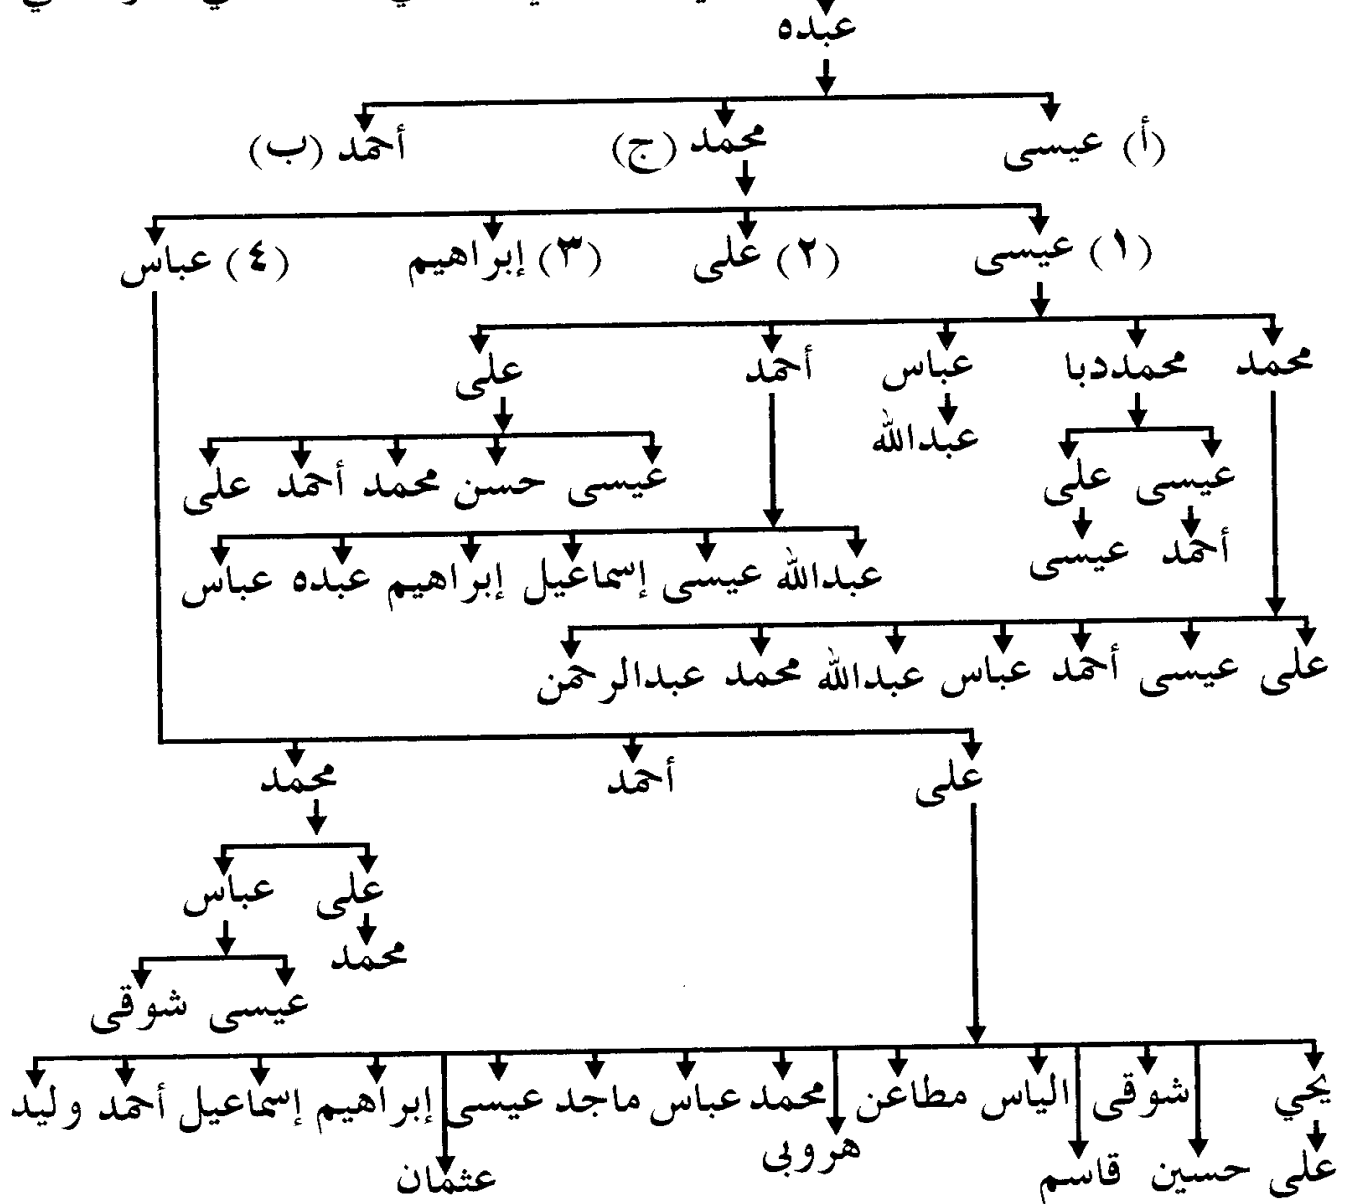 عبده
(أ) عيسى محمد (ج) أحمد (ب)
(١) عيسى (٢) على (٣) إبراهيم (٤) عباس
محمد محمددبا عباس أحمد على
عبدالله
عيسى على عيسى حسن محمد أحمد على
أحمد عيسى
عبدالله عيسى إسماعيل إبراهيم عبده عباس
على عيسى أحمد عباس عبدالله محمد عبدالرحمن
على أحمد محمد
على عباس
محمد
عيسى شوقى
يحي شوقى الياس مطاعن محمد عباس ماجد عيسى إبراهيم إسماعيل أحمد وليد
على حسين قاسم هروبى عثمان